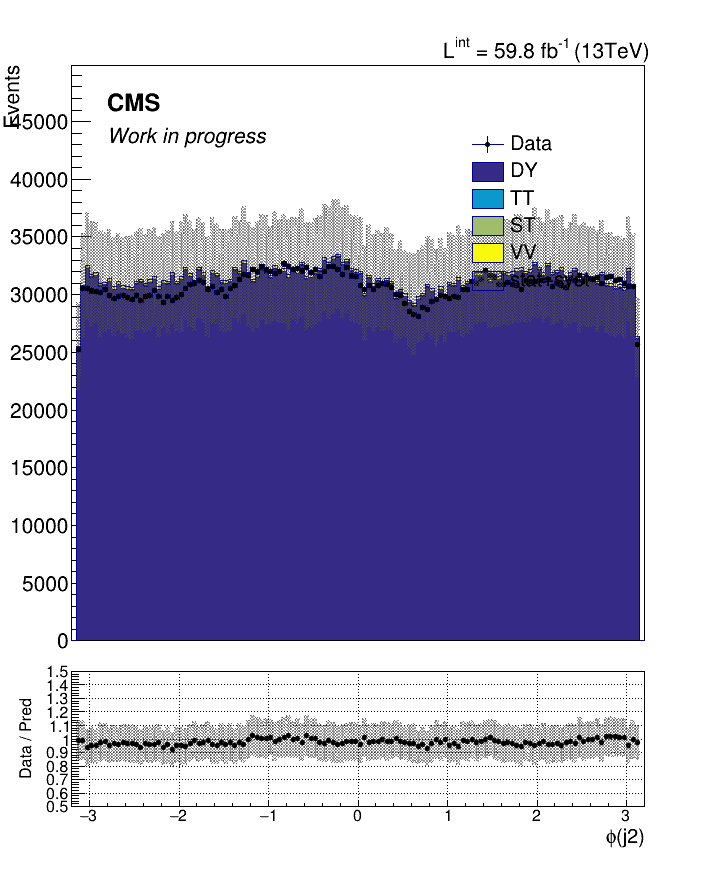 L^int = 59.8 fb^-1 (13TeV)
Events
CMS
Work in progress
Data
DY
TT
ST
VV
45000
40000
35000
30000
25000
20000
15000
10000
5000
0
Data / Pred
1.5
1.4
1.3
1.2
1.1
0.9
0.8
0.7
0.6
0.5
−3 −2 −1 0 1 2 3
ϕ(j2)